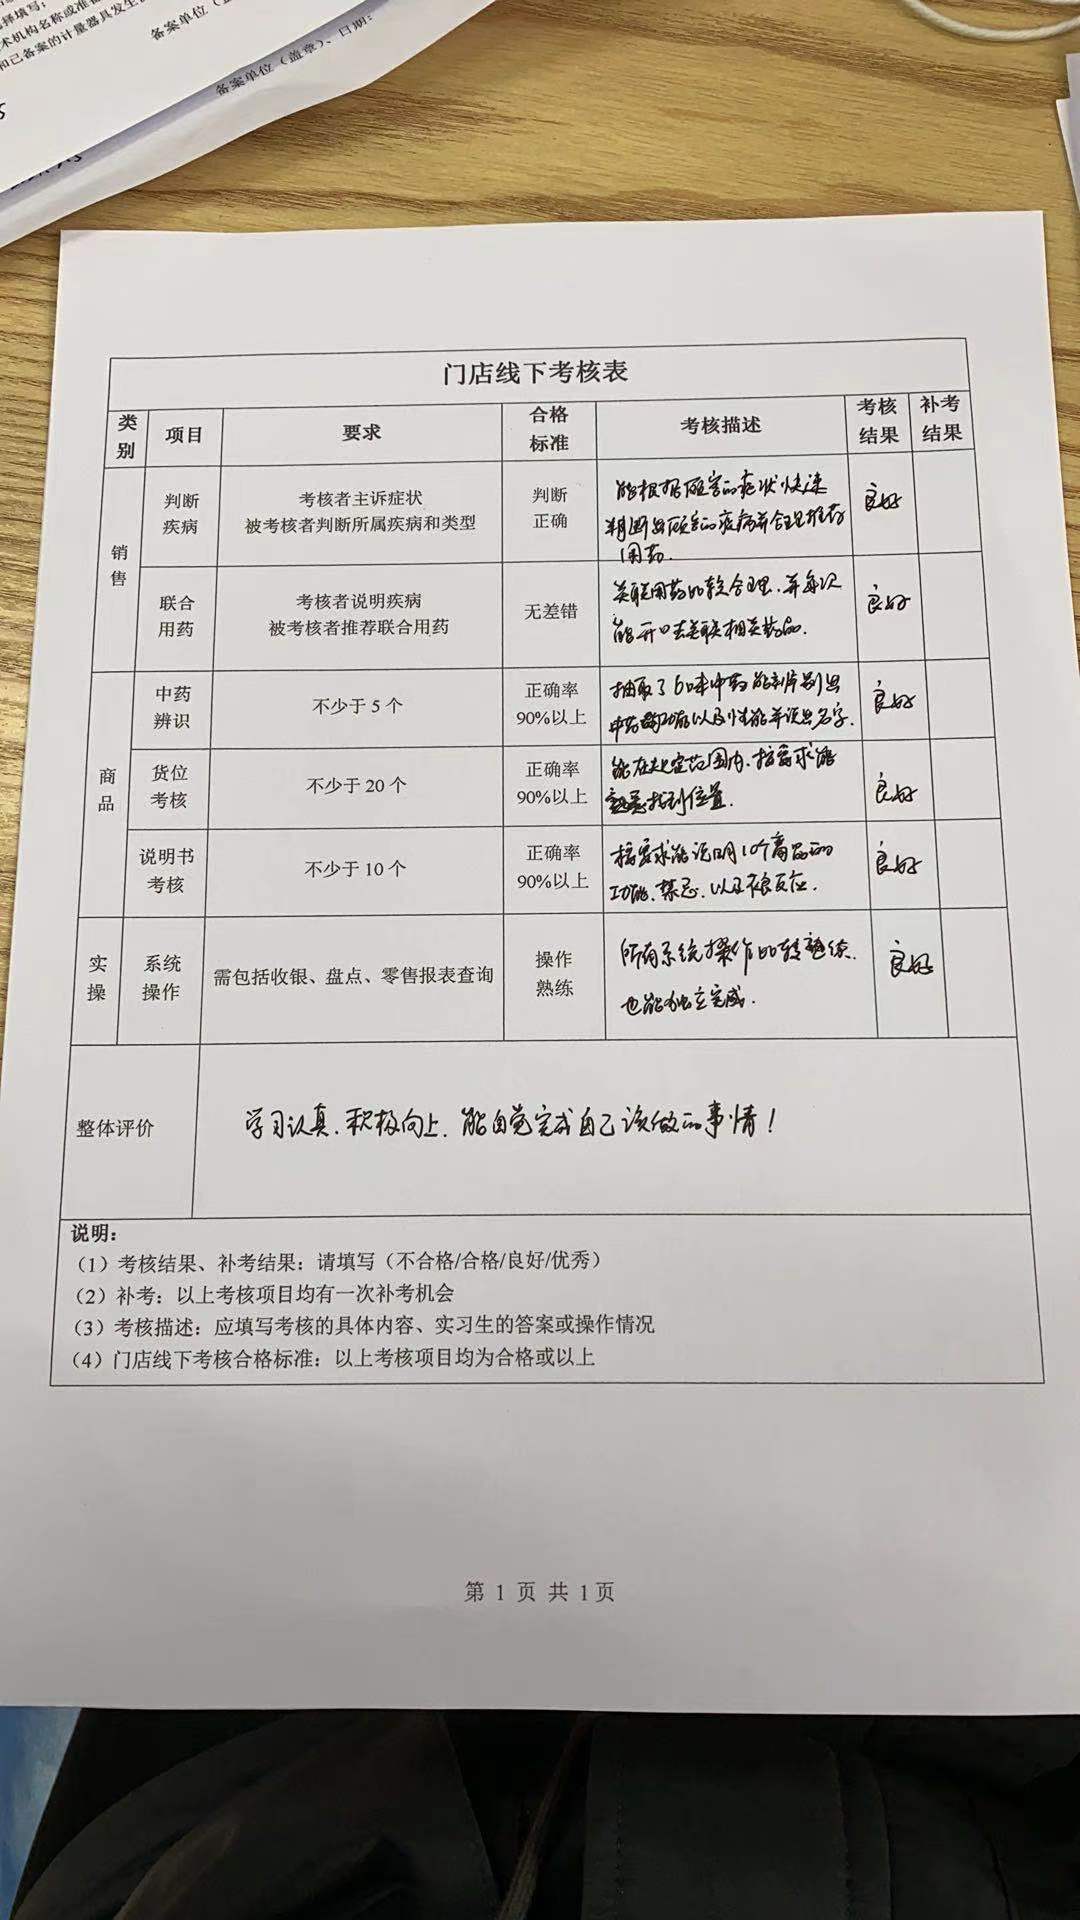 择填写；
术机构名称或准备
和已备案的计量器具发生
备案单位（盖
备案单位（盖章）、日期：
门店线下考核表
类别 项目 要求 合格标准 考核描述 考核结果 补考结果
销售
判断疾病
考核者主诉症状
被考核者判断所属疾病和类型
判断正确
能根据顾客的症状快速
判断出顾客的疾病并合理推荐
用药.
良好
联合用药
考核者说明疾病
被考核者推荐联合用药
无差错
关联用药比较合理.并每次
能开口去关联相关药品.
良好
商品
中药辨识
不少于 5 个
正确率
90%以上
抽取了60味中药能辨别出
中药 功能以及性能并说出名字.
良好
货位考核
不少于 20 个
正确率
90%以上
能在规定范围内.按要求能
熟悉找到位置.
良好
说明书考核
不少于 10 个
正确率
90%以上
按要求能说明10个商品的
功能.禁忌.以及不良反应.
良好
实操
系统操作
需包括收银、盘点、零售报表查询
操作熟练
所有系统操作比较熟练.
也能独立完成.
良好
整体评价
学习认真.积极向上.能自觉完成自己该做的事情！
说明：
（1）考核结果、补考结果：请填写（不合格/合格/良好/优秀）
（2）补考：以上考核项目均有一次补考机会
（3）考核描述：应填写考核的具体内容、实习生的答案或操作情况
（4）门店线下考核合格标准：以上考核项目均为合格或以上
第 1 页 共 1 页